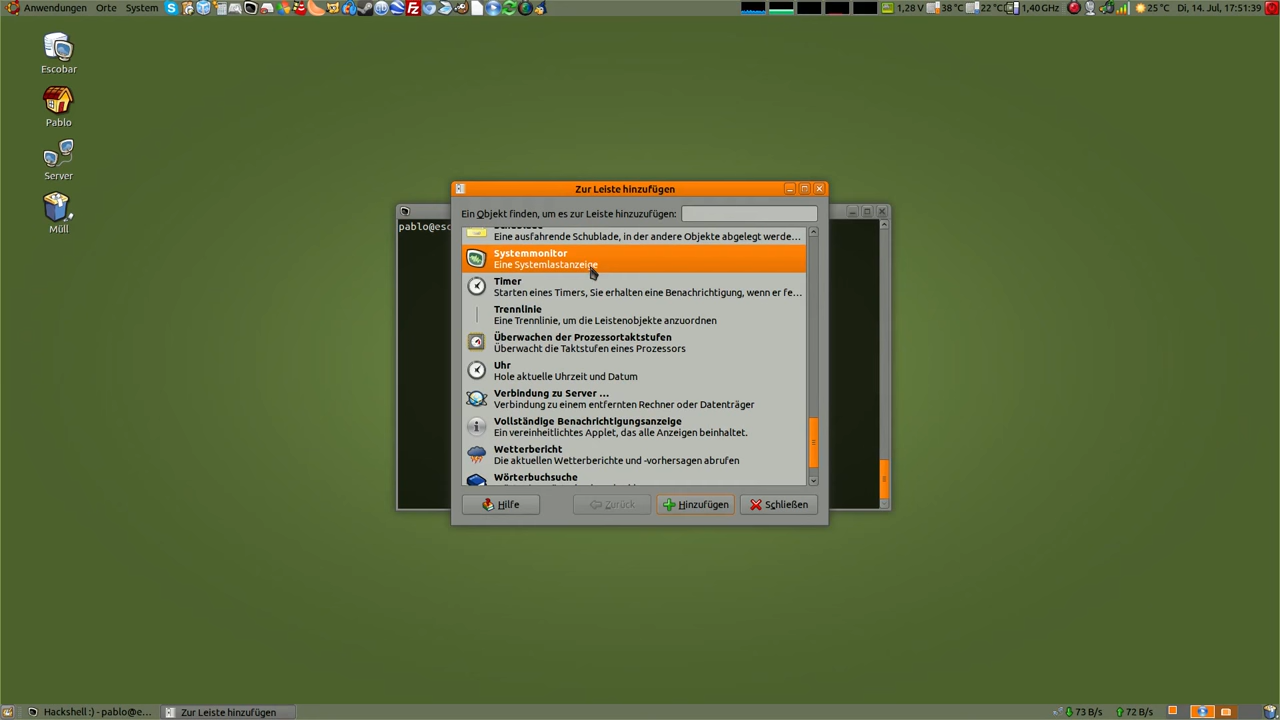 Anwendungen Orte System
1,28 V 38 °C 22 °C 1,40 GHz 25 °C Di, 14. Jul, 17:51:39
Escobar
Pablo
Server
Müll
Zur Leiste hinzufügen
Ein Objekt finden, um es zur Leiste hinzuzufügen:
pablo@esc
Eine ausfahrende Schublade, in der andere Objekte abgelegt werde...
Systemmonitor
Eine Systemlastanzeige
Timer
Starten eines Timers, Sie erhalten eine Benachrichtigung, wenn er fe...
Trennlinie
Eine Trennlinie, um die Leistenobjekte anzuordnen
Überwachen der Prozessortaktstufen
Überwacht die Taktstufen eines Prozessors
Uhr
Hole aktuelle Uhrzeit und Datum
Verbindung zu Server ...
Verbindung zu einem entfernten Rechner oder Datenträger
Vollständige Benachrichtigungsanzeige
Ein vereinheitlichtes Applet, das alle Anzeigen beinhaltet.
Wetterbericht
Die aktuellen Wetterberichte und -vorhersagen abrufen
Wörterbuchsuche
Hilfe Zurück Hinzufügen Schließen
Hackshell :) - pablo@e... Zur Leiste hinzufügen 73 B/s 72 B/s